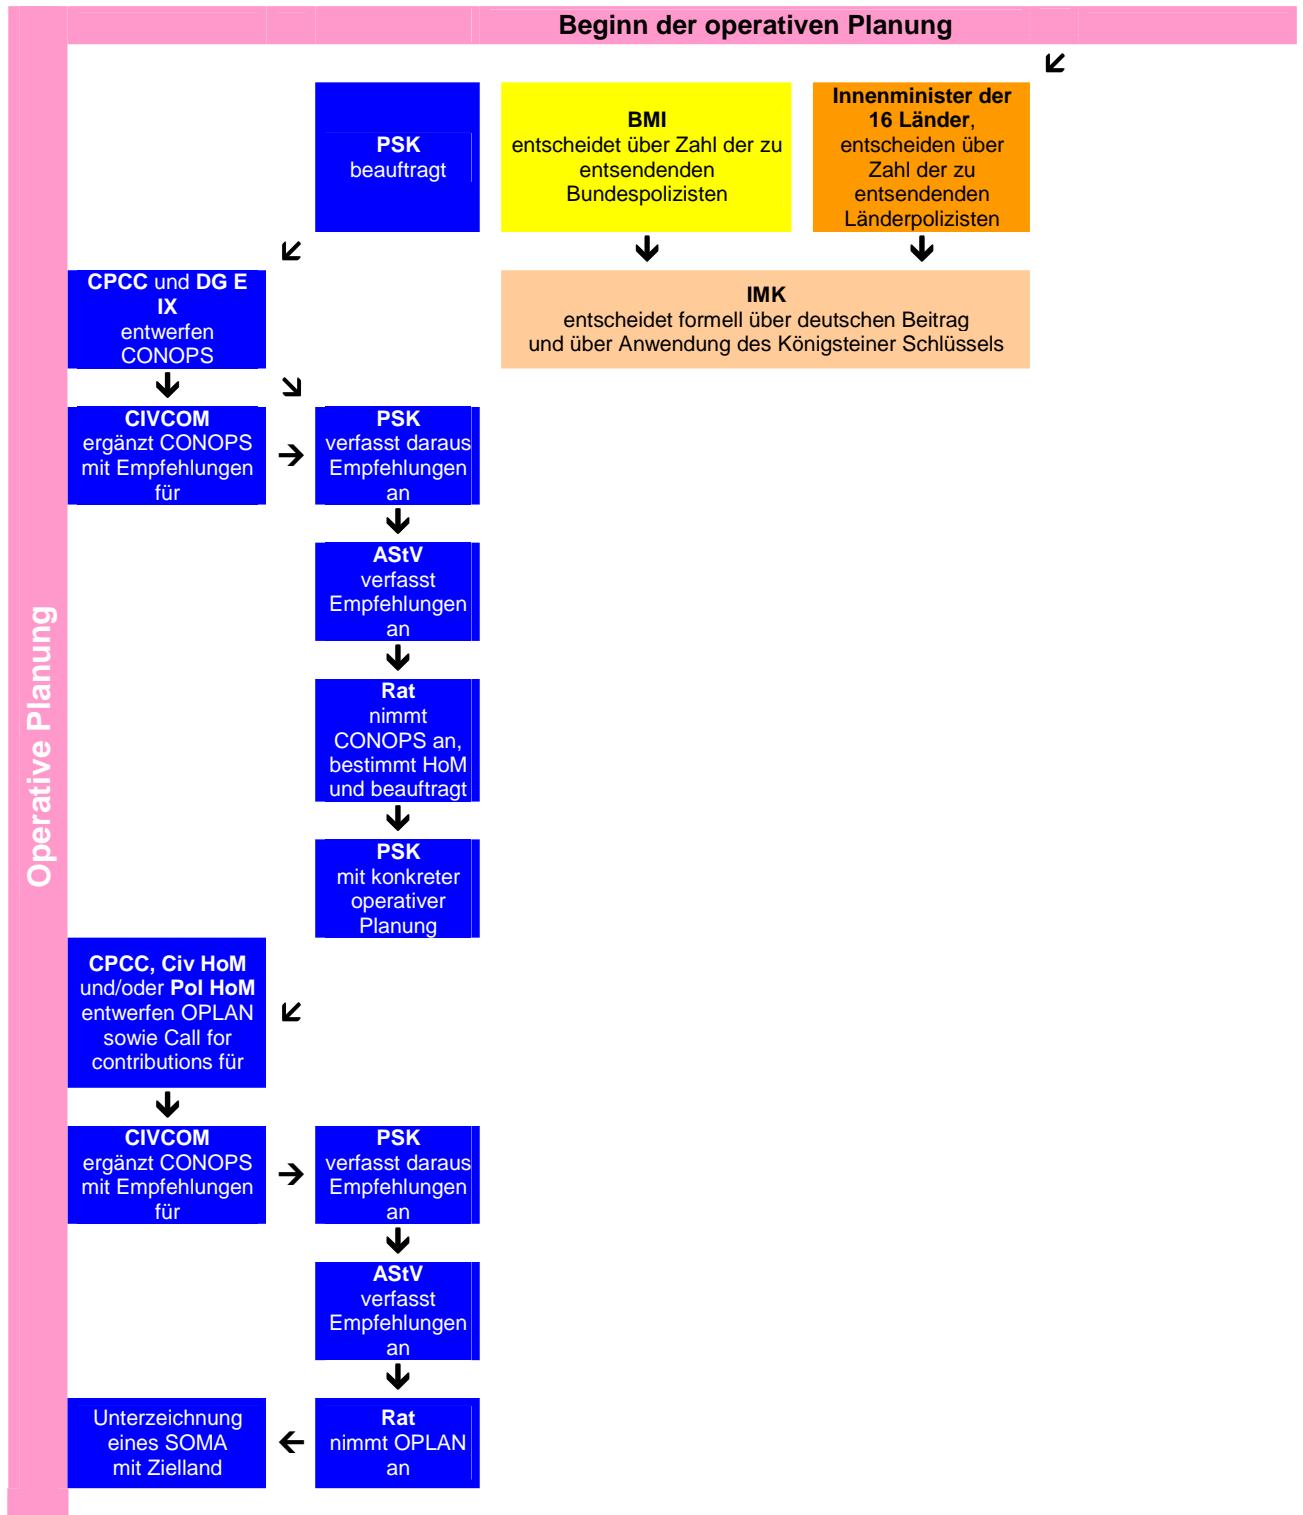 Beginn der operativen Planung
Operative Planung
PSK
beauftragt
BMI
entscheidet über Zahl der zu
entsendenden
Bundespolizisten
Innenminister der
16 Länder,
entscheiden über
Zahl der zu
entsendenden
Länderpolizisten
CPCC und DG E
IX
entwerfen
CONOPS
IMK
entscheidet formell über deutschen Beitrag
und über Anwendung des Königsteiner Schlüssels
CIVCOM
ergänzt CONOPS
mit Empfehlungen
für
PSK
verfasst daraus
Empfehlungen
an
AStV
verfasst
Empfehlungen
an
Rat
nimmt
CONOPS an,
bestimmt HoM
und beauftragt
PSK
mit konkreter
operativer
Planung
CPCC, Civ HoM
und/oder Pol HoM
entwerfen OPLAN
sowie Call for
contributions für
CIVCOM
ergänzt CONOPS
mit Empfehlungen
für
PSK
verfasst daraus
Empfehlungen
an
AStV
verfasst
Empfehlungen
an
Rat
nimmt OPLAN
an
Unterzeichnung
eines SOMA
mit Zielland